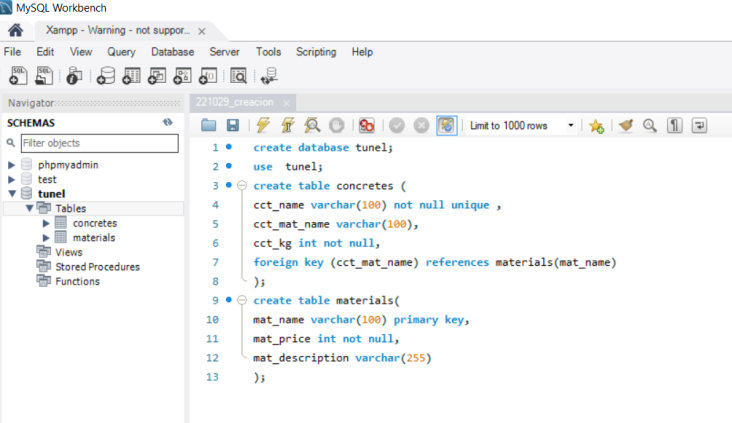 MySQL Workbench
Xampp - Warning - not suppor...
File Edit View Query Database Server Tools Scripting Help
Navigator
SCHEMAS
Filter objects
phpmyadmin
test
tunel
Tables
concretes
materials
Views
Stored Procedures
Functions
221029_creacion
Limit to 1000 rows
1 create database tunel;
2 use  tunel;
3 create table concretes (
4 cct_name varchar(100) not null unique ,
5 cct_mat_name varchar(100),
6 cct_kg int not null,
7 foreign key (cct_mat_name) references materials(mat_name)
8 );
9 create table materials(
10 mat_name varchar(100) primary key,
11 mat_price int not null,
12 mat_description varchar(255)
13 );